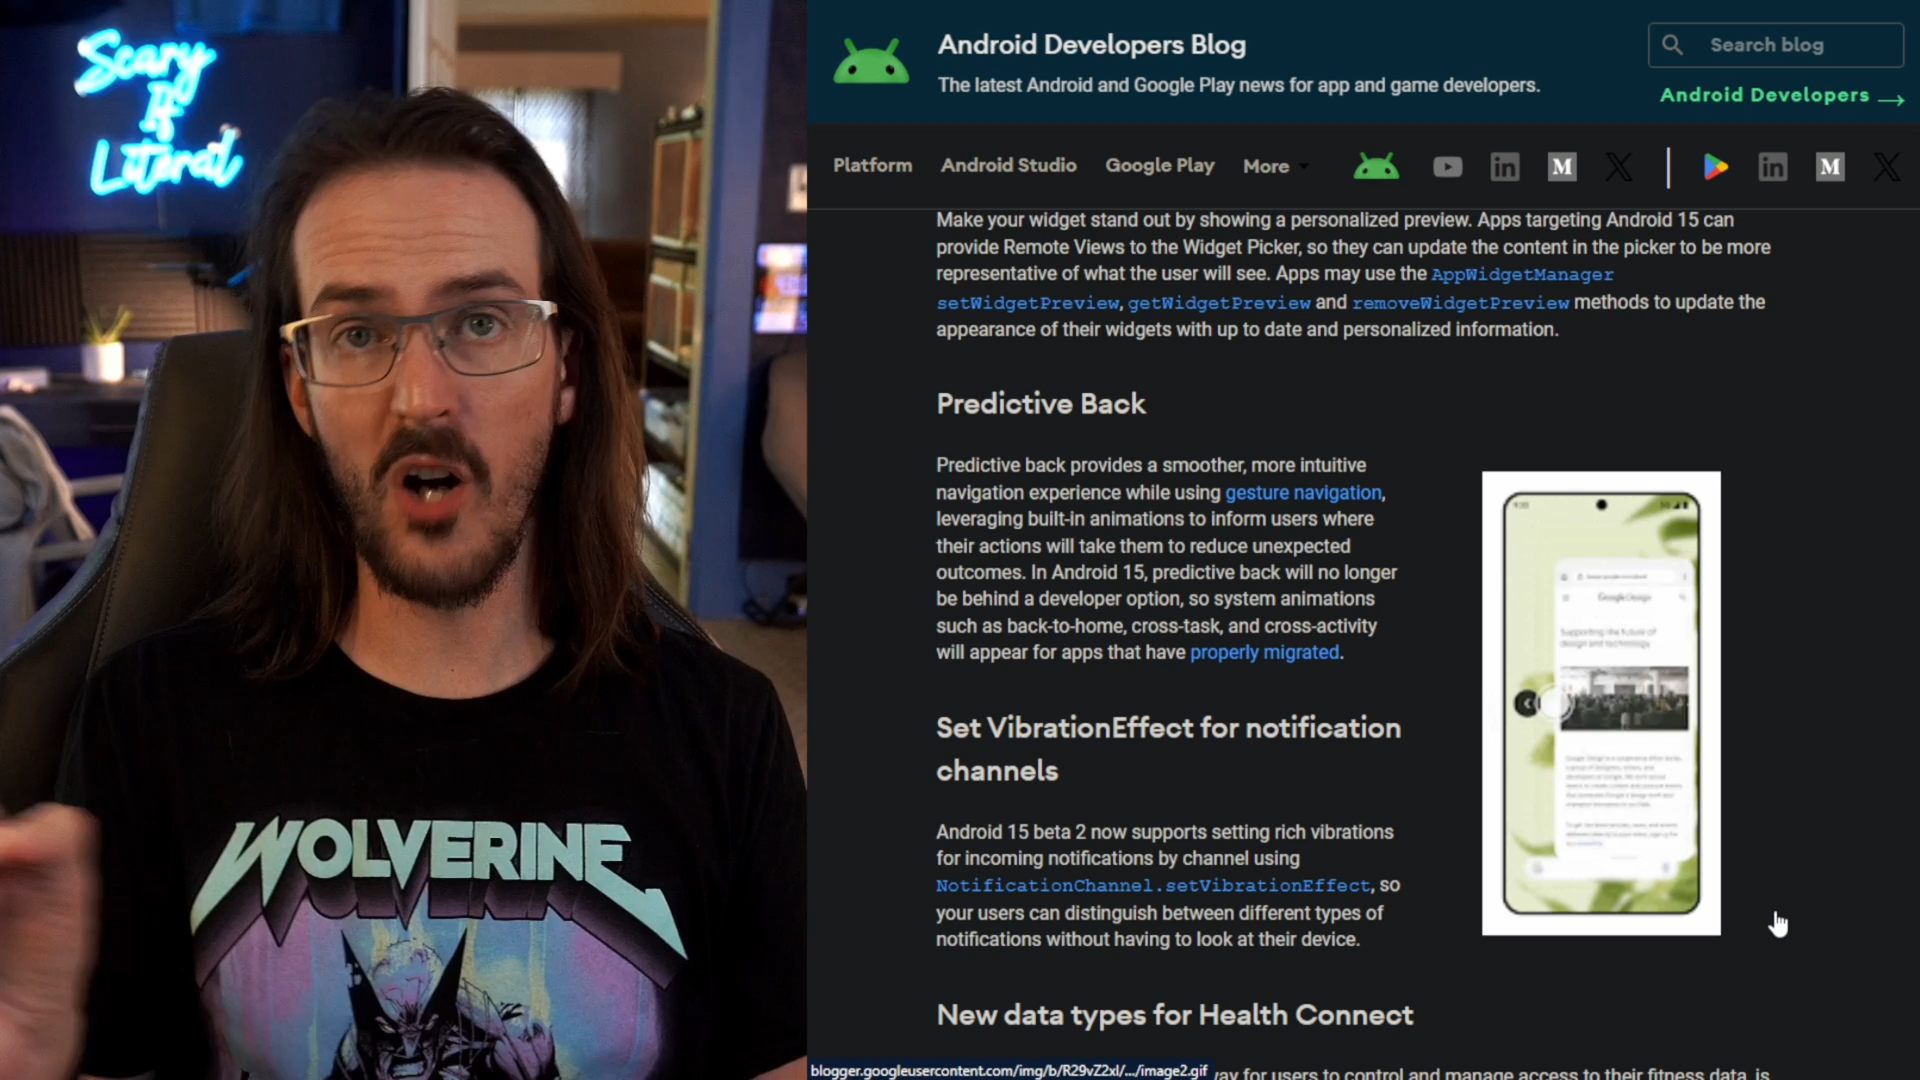 Scary
Is
Literal
WOLVERINE
Android Developers Blog
The latest Android and Google Play news for app and game developers.
Search blog
Android Developers →
Platform
Android Studio
Google Play
More
Make your widget stand out by showing a personalized preview. Apps targeting Android 15 can
provide Remote Views to the Widget Picker, so they can update the content in the picker to be more
representative of what the user will see. Apps may use the AppWidgetManager
setWidgetPreview, getWidgetPreview and removeWidgetPreview methods to update the
appearance of their widgets with up to date and personalized information.
Predictive Back
Predictive back provides a smoother, more intuitive
navigation experience while using gesture navigation,
leveraging built-in animations to inform users where
their actions will take them to reduce unexpected
outcomes. In Android 15, predictive back will no longer
be behind a developer option, so system animations
such as back-to-home, cross-task, and cross-activity
will appear for apps that have properly migrated.
Google Design
Supporting the future of
design and technology
Set VibrationEffect for notification
channels
Android 15 beta 2 now supports setting rich vibrations
for incoming notifications by channel using
NotificationChannel.setVibrationEffect, so
your users can distinguish between different types of
notifications without having to look at their device.
New data types for Health Connect
blogger.googleusercontent.com/img/b/R29vZ2xl/.../image2.gif
way for users to control and manage access to their fitness data, is